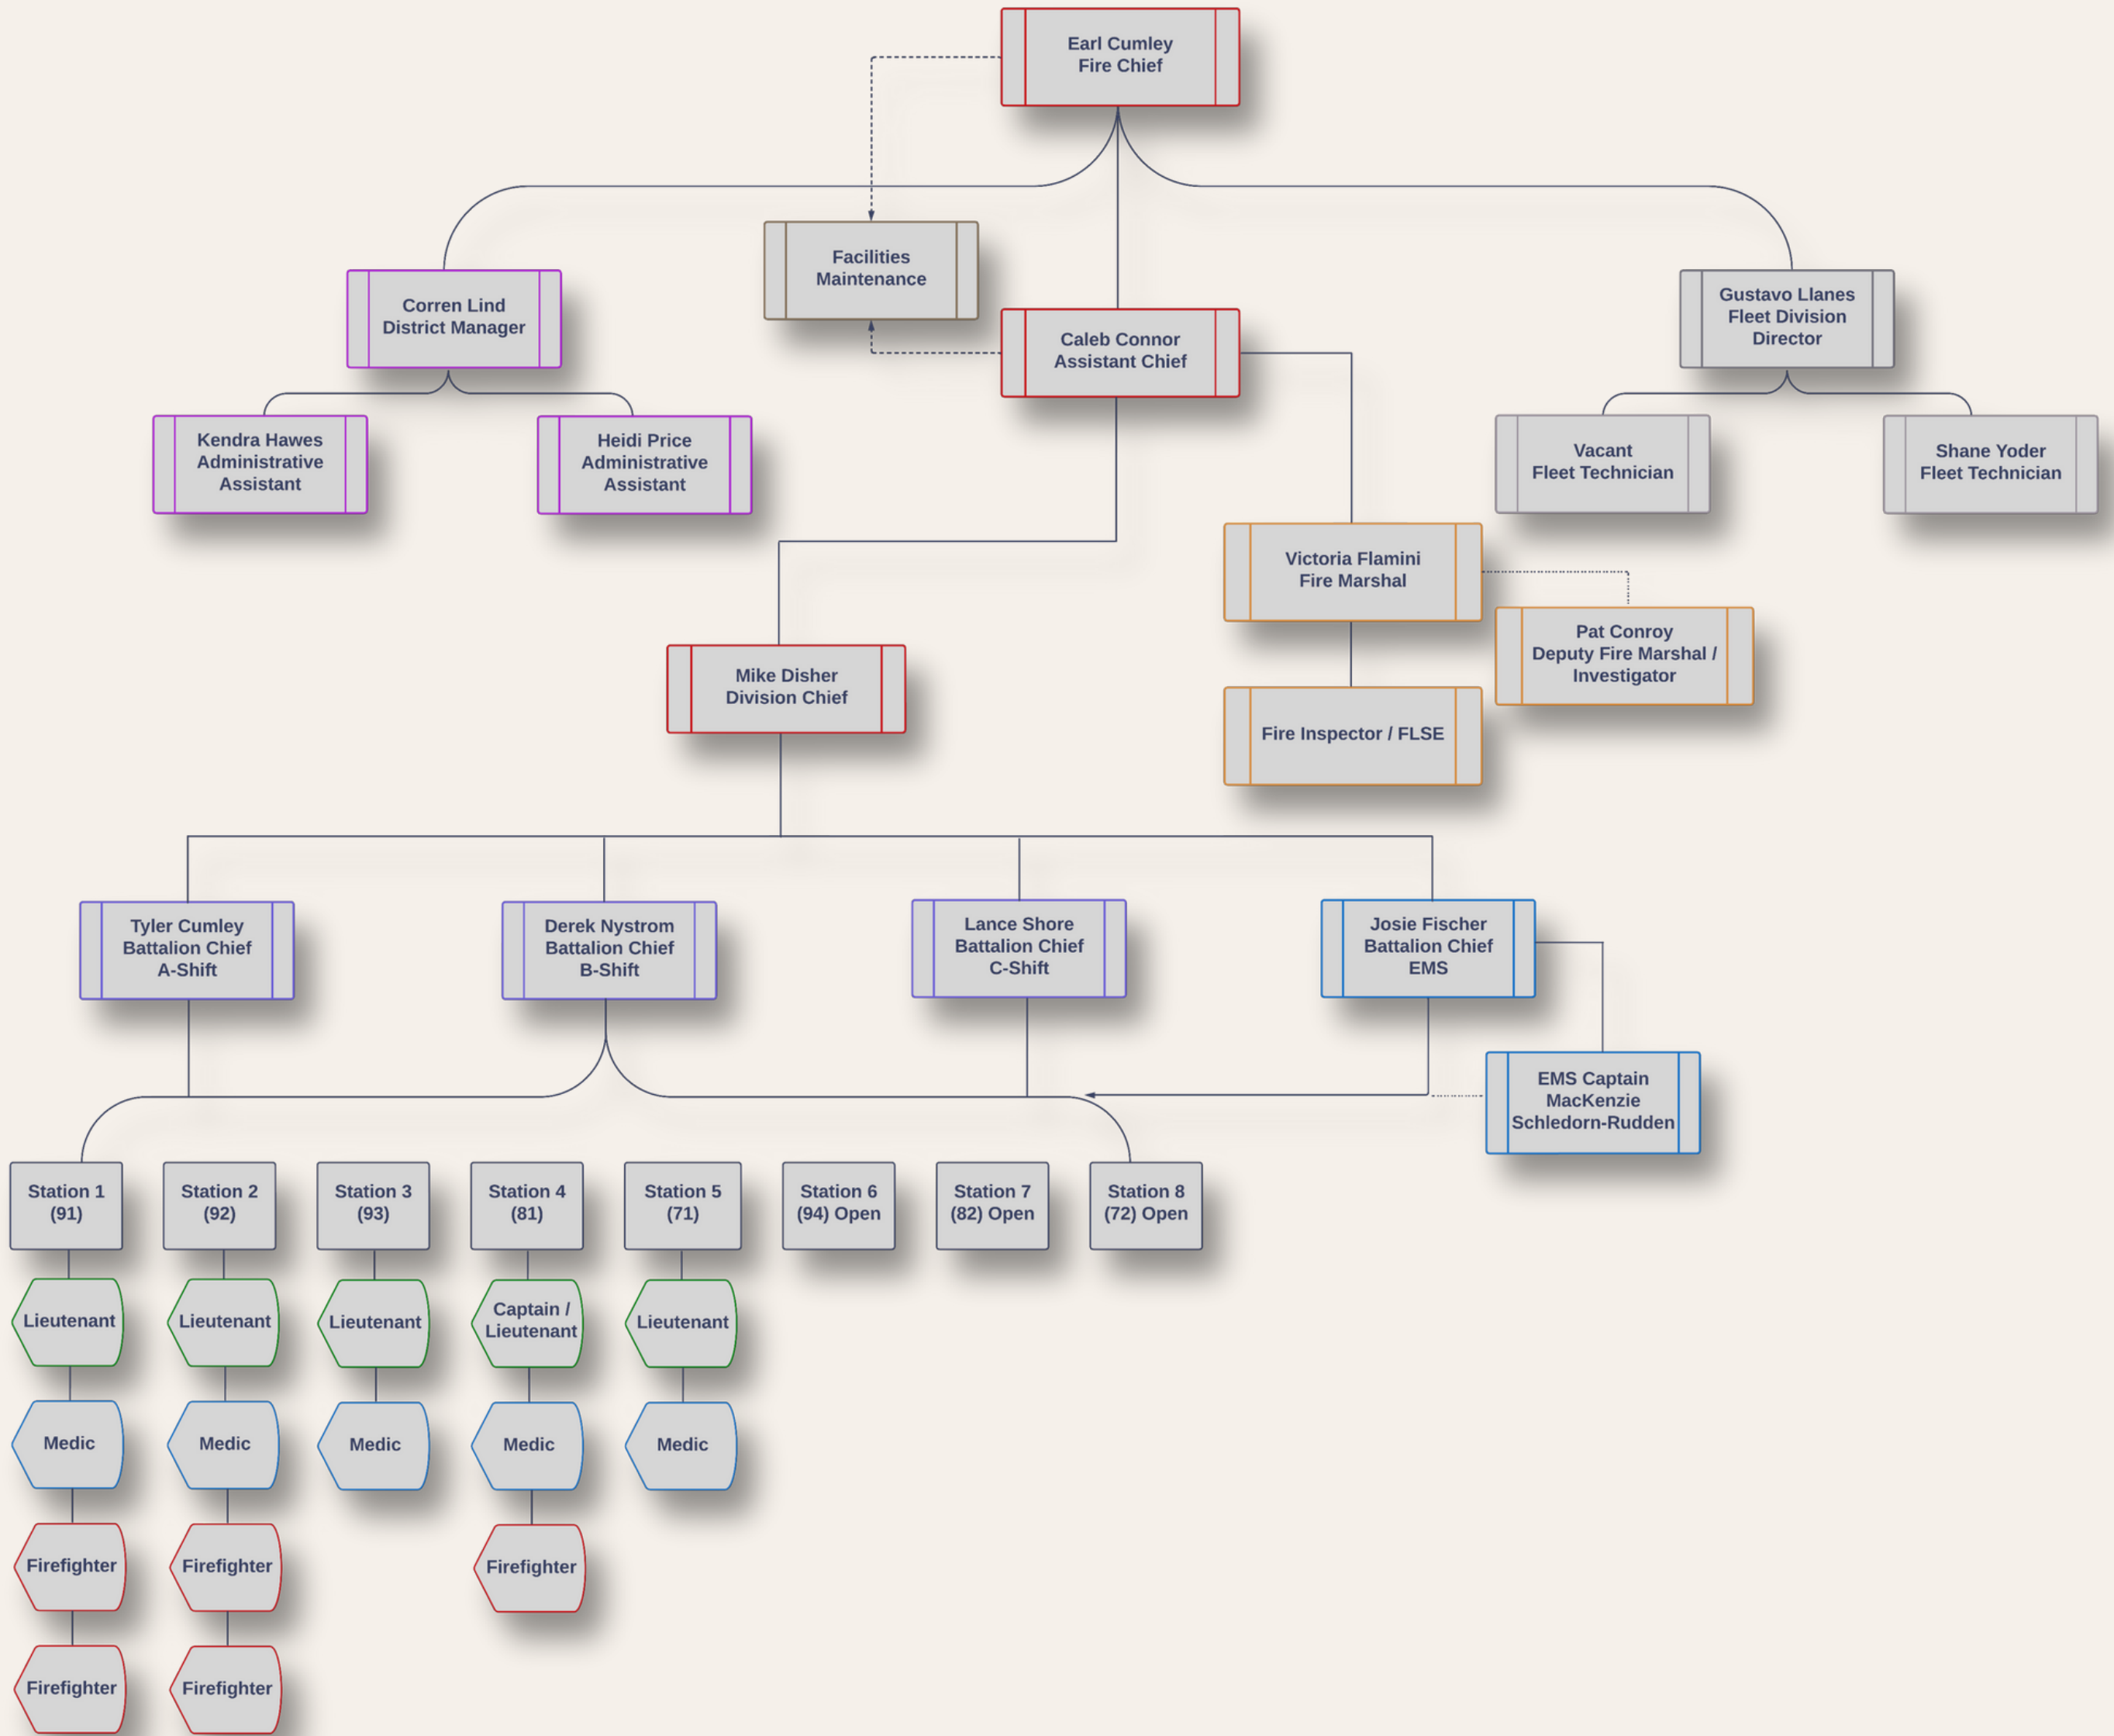 Earl Cumley
Fire Chief
Facilities
Maintenance
Corren Lind
District Manager
Caleb Connor
Assistant Chief
Gustavo Llanes
Fleet Division
Director
Kendra Hawes
Administrative
Assistant
Heidi Price
Administrative
Assistant
Vacant
Fleet Technician
Shane Yoder
Fleet Technician
Victoria Flamini
Fire Marshal
Pat Conroy
Deputy Fire Marshal /
Investigator
Mike Disher
Division Chief
Fire Inspector / FLSE
Tyler Cumley
Battalion Chief
A-Shift
Derek Nystrom
Battalion Chief
B-Shift
Lance Shore
Battalion Chief
C-Shift
Josie Fischer
Battalion Chief
EMS
EMS Captain
MacKenzie
Schledorn-Rudden
Station 1
(91)
Station 2
(92)
Station 3
(93)
Station 4
(81)
Station 5
(71)
Station 6
(94) Open
Station 7
(82) Open
Station 8
(72) Open
Lieutenant
Lieutenant
Lieutenant
Captain /
Lieutenant
Lieutenant
Medic
Medic
Medic
Medic
Medic
Firefighter
Firefighter
Firefighter
Firefighter
Firefighter